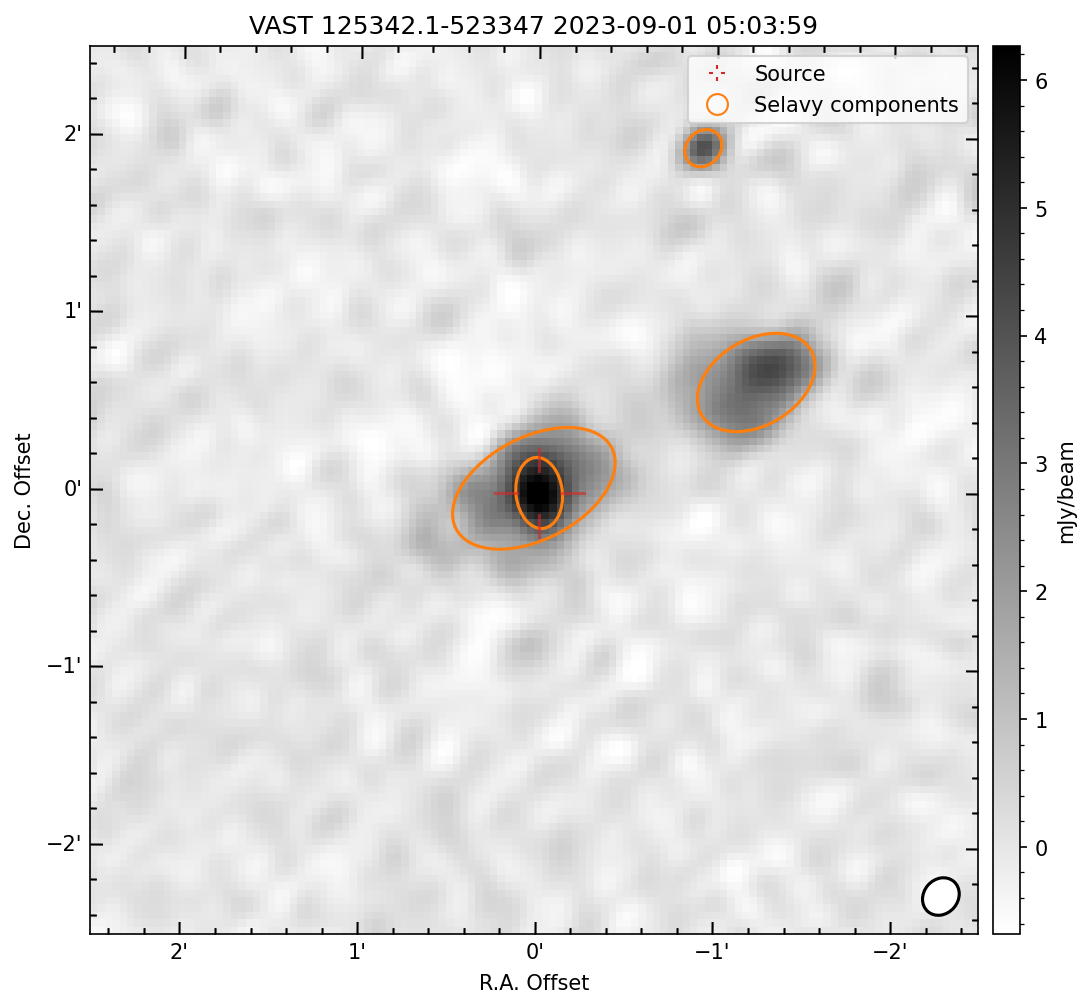 VAST 125342.1-523347 2023-09-01 05:03:59
Source
Selavy components
2'
1'
0'
−1'
−2'
Dec. Offset
2'
1'
0'
−1'
−2'
R.A. Offset
6
5
4
3
2
1
0
mJy/beam